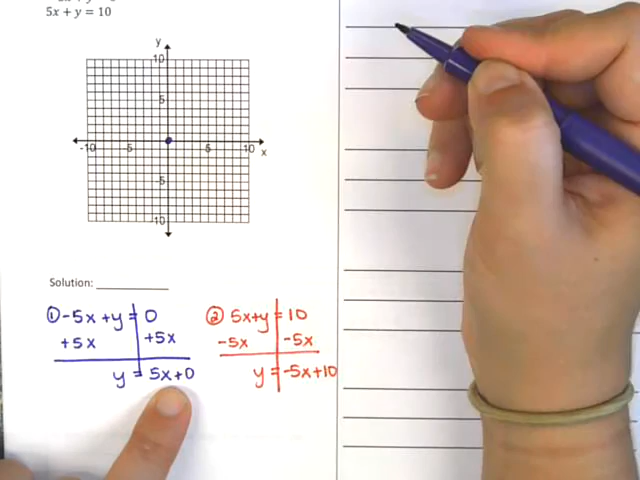 5x + y = 10
y
10
5
-10 -5 5 10 x
-5
-10
Solution: ___________
① -5x + y = 0
+5x +5x
y = 5x+0
② 5x+y = 10
-5x -5x
y = -5x+10